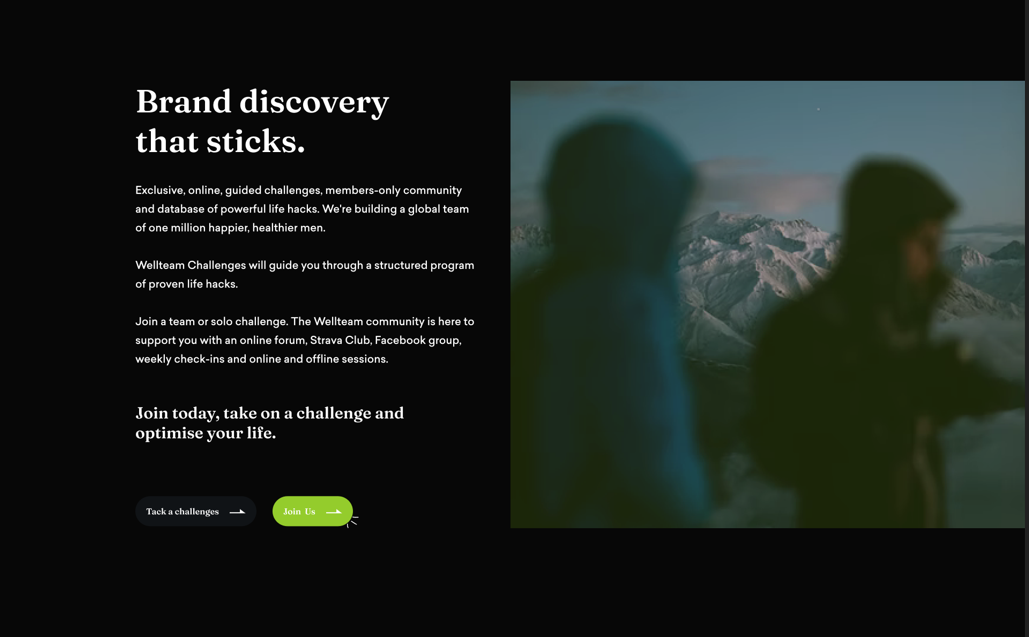 Brand discovery
that sticks.
Exclusive, online, guided challenges, members-only community
and database of powerful life hacks. We're building a global team
of one million happier, healthier men.
Wellteam Challenges will guide you through a structured program
of proven life hacks.
Join a team or solo challenge. The Wellteam community is here to
support you with an online forum, Strava Club, Facebook group,
weekly check-ins and online and offline sessions.
Join today, take on a challenge and
optimise your life.
Tack a challenges
Join Us